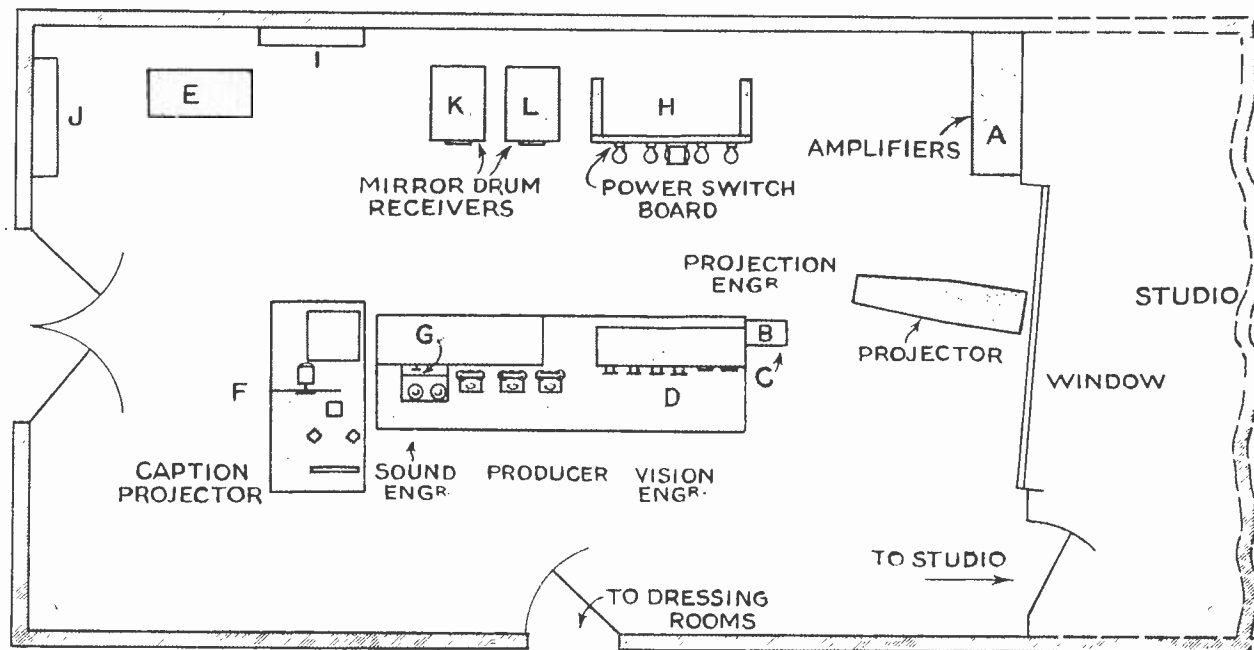 I
J
E
K
L
H
A
AMPLIFIERS
MIRROR DRUM
RECEIVERS
POWER SWITCH
BOARD
PROJECTION
ENGR.
STUDIO
PROJECTOR
WINDOW
G.
B
C
D
F
CAPTION
PROJECTOR
SOUND
ENGR.
PRODUCER
VISION
ENGR.
TO STUDIO
TO DRESSING
ROOMS